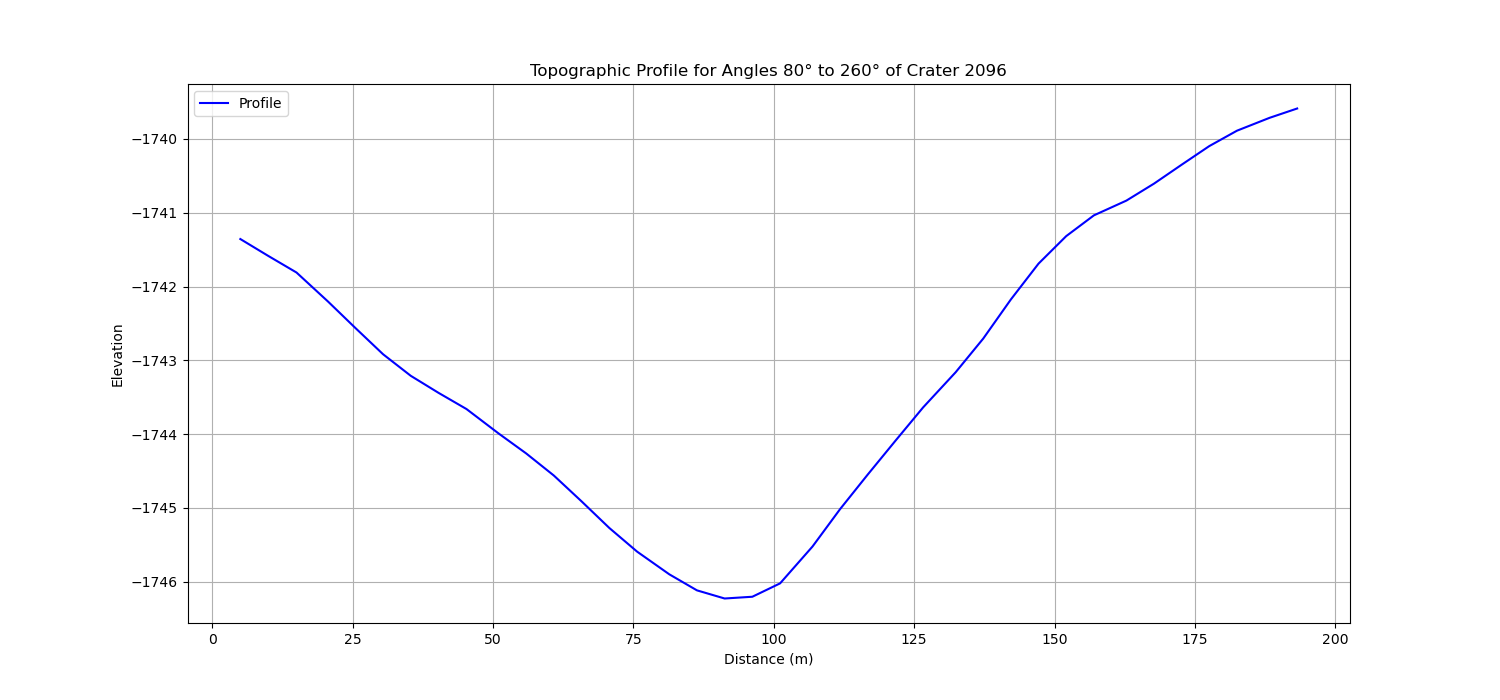 Topographic Profile for Angles 80° to 260° of Crater 2096
Profile
−1740
−1741
−1742
−1743
−1744
−1745
−1746
Elevation
0 25 50 75 100 125 150 175 200
Distance (m)